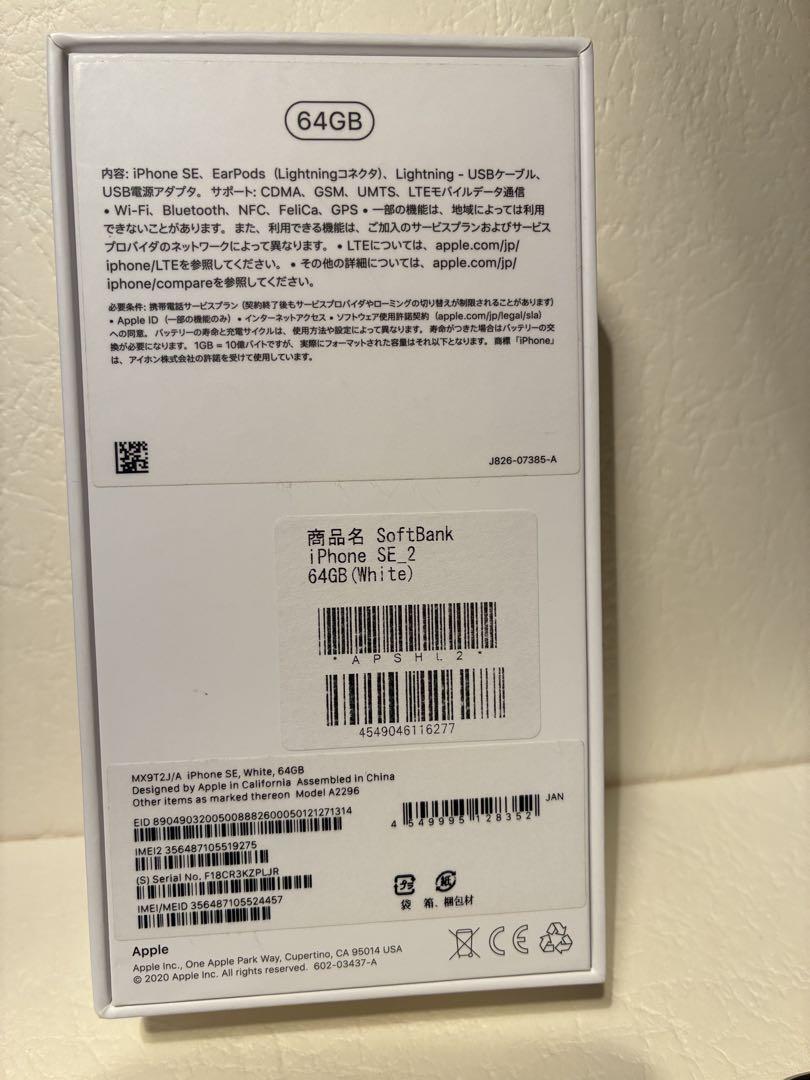 64GB
内容: iPhone SE、EarPods（Lightningコネクタ）、Lightning - USBケーブル、
USB電源アダプタ。 サポート: CDMA、GSM、UMTS、LTEモバイルデータ通信
• Wi-Fi、Bluetooth、NFC、FeliCa、GPS • 一部の機能は、地域によっては利用
できないことがあります。また、利用できる機能は、ご加入のサービスプランおよびサービス
プロバイダのネットワークによって異なります。 • LTEについては、apple.com/jp/
iphone/LTEを参照してください。 • その他の詳細については、apple.com/jp/
iphone/compareを参照してください。
必要条件: 携帯電話サービスプラン（契約終了後もサービスプロバイダやローミングの切り替えが制限されることがあります）
• Apple ID（一部の機能のみ） • インターネットアクセス • ソフトウェア使用許諾契約（apple.com/jp/legal/sla）
への同意。 バッテリーの寿命と充電サイクルは、使用方法や設定によって異なります。 寿命がつきた場合はバッテリーの交
換が必要になります。 1GB = 10億バイトですが、実際にフォーマットされた容量はそれ以下となります。 商標「iPhone」
は、アイホン株式会社の許諾を受けて使用しています。
J826-07385-A
商品名 SoftBank
iPhone SE_2
64GB(White)
* A P S H L 2 *
4549046116277
MX9T2J/A iPhone SE, White, 64GB
Designed by Apple in California Assembled in China
Other items as marked thereon Model A2296
EID 89049032005008882600050121271314
IMEI2 356487105519275
(S) Serial No. F18CR3KZPLJR
IMEI/MEID 356487105524457
4 549995 128352
JAN
プラ 紙
袋 箱、梱包材
Apple
Apple Inc., One Apple Park Way, Cupertino, CA 95014 USA
© 2020 Apple Inc. All rights reserved. 602-03437-A
CE